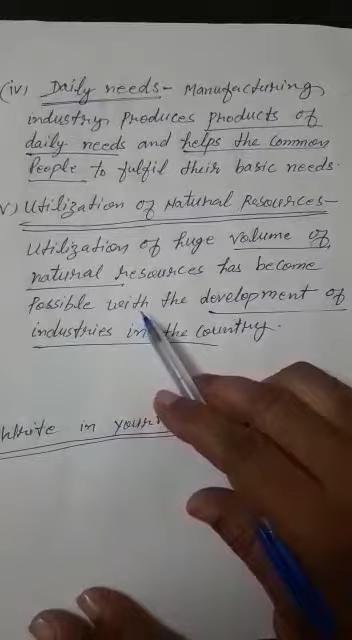 (iv) Daily needs - Manufacturing
industry produces products of
daily needs and helps the common
people to fulfil their basic needs.
v) Utilization of Natural Resources-
Utilization of huge volume of
natural resources has become
possible with the development of
industries in the country.
Write in your